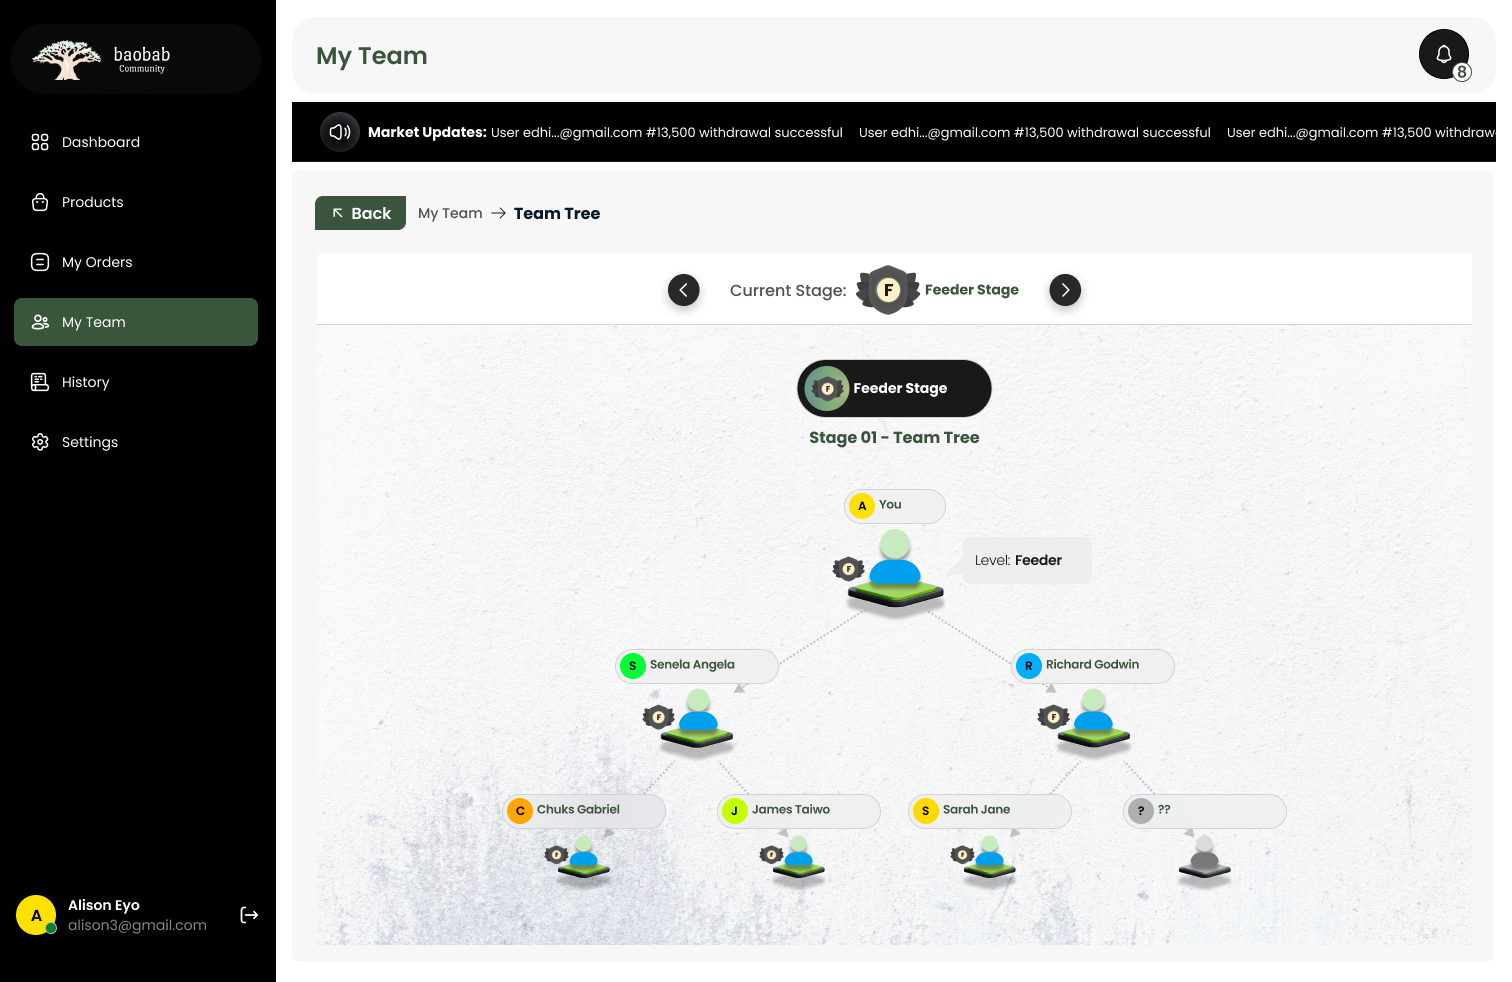 baobab
Community
Dashboard
Products
My Orders
My Team
History
Settings
A
Alison Eyo
alison3@gmail.com
My Team
8
Market Updates: User edhi...@gmail.com #13,500 withdrawal successful User edhi...@gmail.com #13,500 withdrawal successful User edhi...@gmail.com #13,500 withdraw
Back My Team Team Tree
Current Stage: F Feeder Stage
F Feeder Stage
Stage 01 - Team Tree
A You
F
Level: Feeder
S Senela Angela
R Richard Godwin
F
F
C Chuks Gabriel
J James Taiwo
S Sarah Jane
? ??
F
F
F